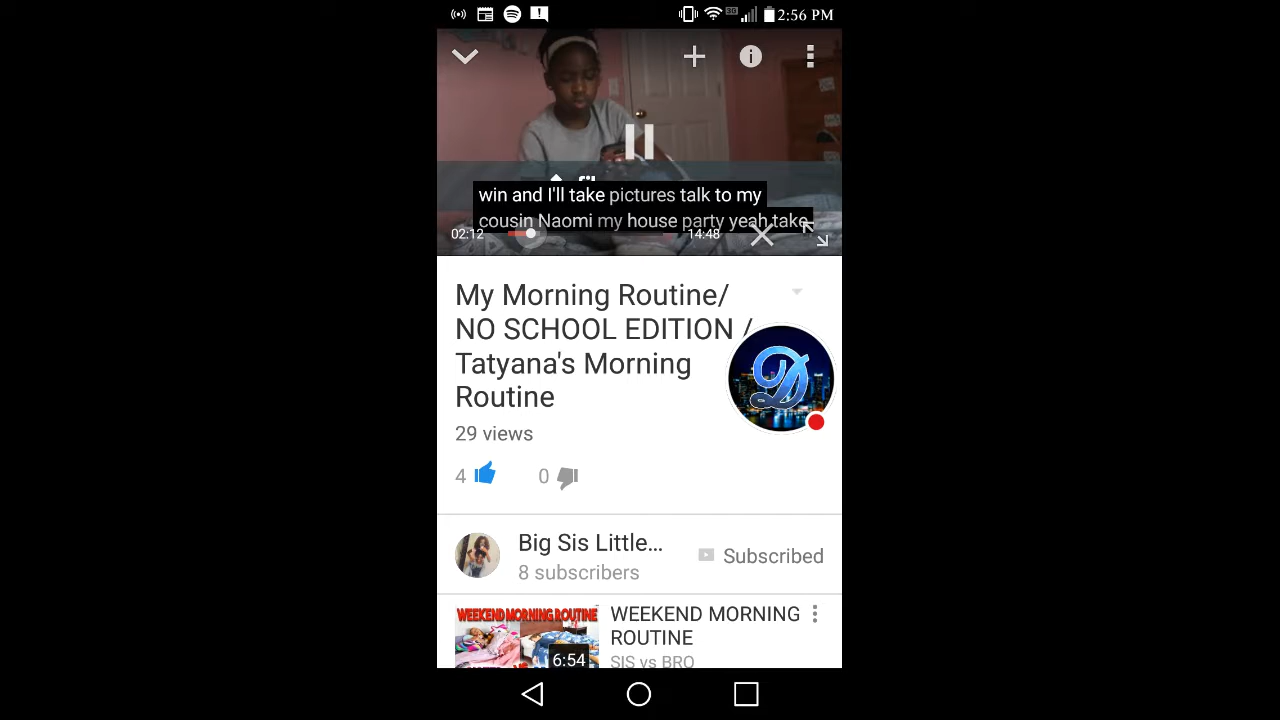 3G
2:56 PM
win and I'll take pictures talk to my
cousin Naomi my house party yeah take
02:12
14:48
My Morning Routine/
NO SCHOOL EDITION /
Tatyana's Morning
Routine
D
29 views
4
0
Big Sis Little...
8 subscribers
Subscribed
WEEKEND MORNING ROUTINE
6:54
WEEKEND MORNING
ROUTINE
SIS vs BRO